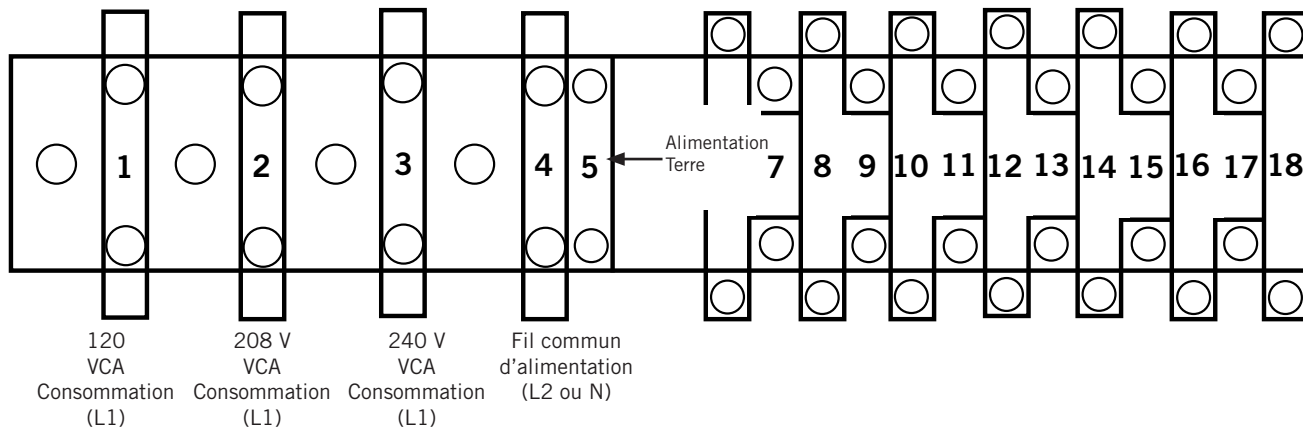 Alimentation
Terre
1 2 3 4 5 7 8 9 10 11 12 13 14 15 16 17 18
120
VCA
Consommation
(L1)
208 V
VCA
Consommation
(L1)
240 V
VCA
Consommation
(L1)
Fil commun
d’alimentation
(L2 ou N)